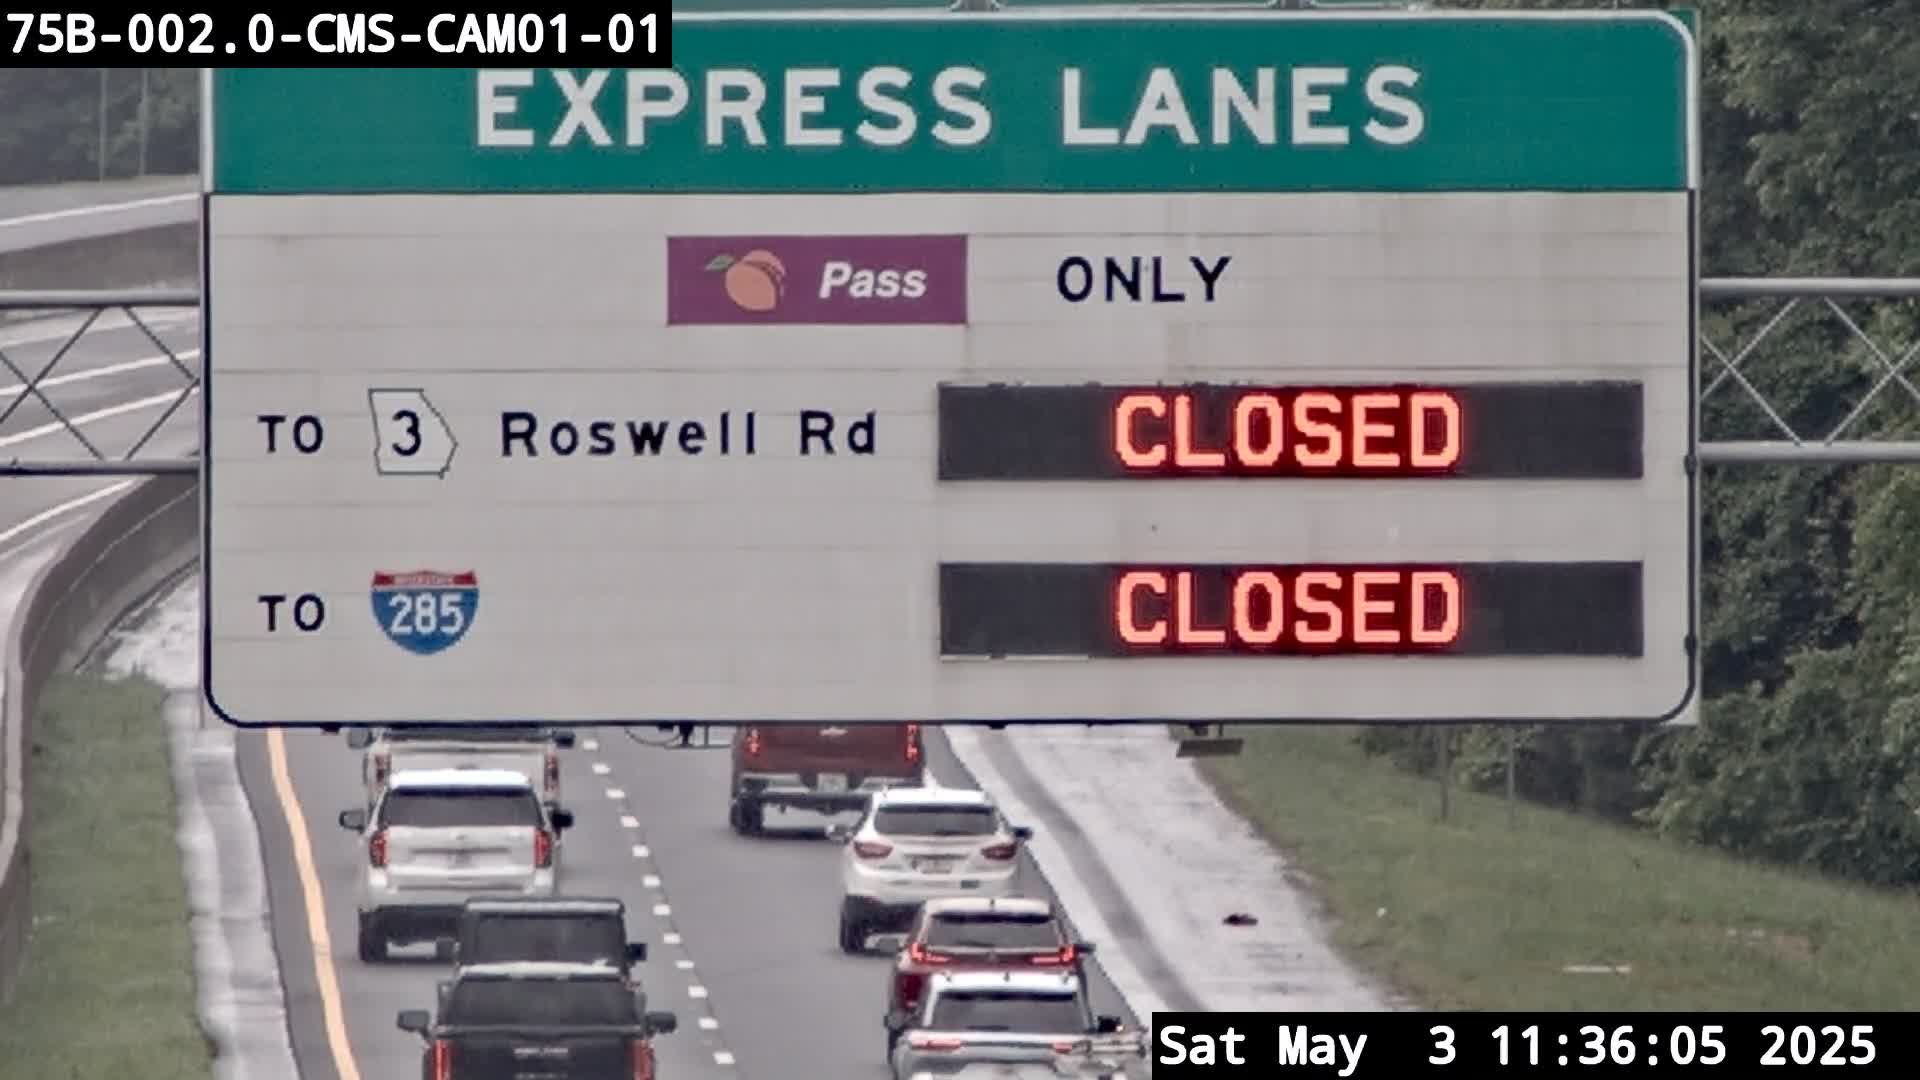 75B-002.0-CMS-CAM01-01
EXPRESS LANES
Pass ONLY
TO 3 Roswell Rd CLOSED
TO INTERSTATE 285 CLOSED
Sat May 3 11:36:05 2025